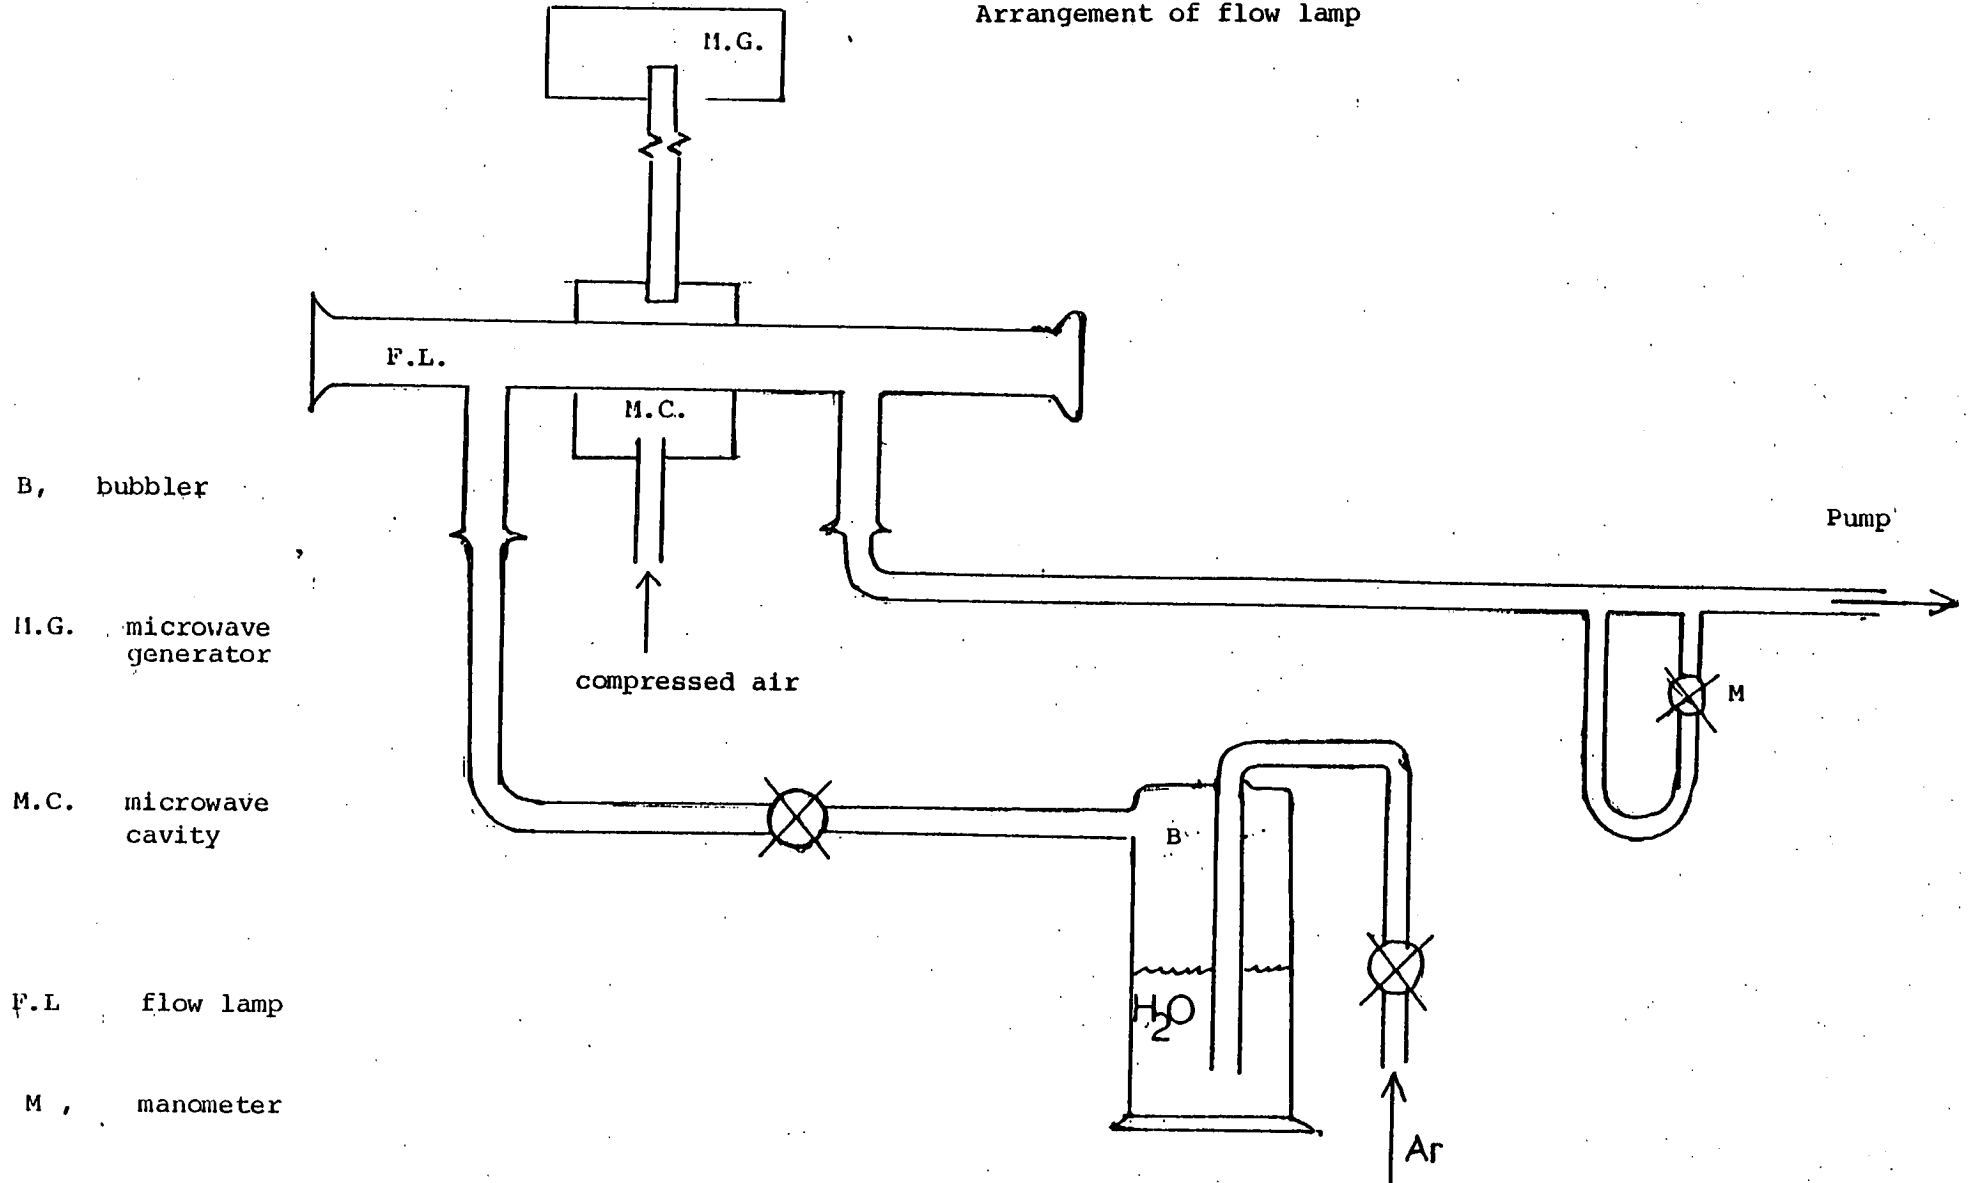 Arrangement of flow lamp
M.G.
F.L.
M.C.
B, bubbler
Pump
M.G. microwave
generator
compressed air
M
M.C. microwave
cavity
B
F.L flow lamp
H₂O
M , manometer
Ar